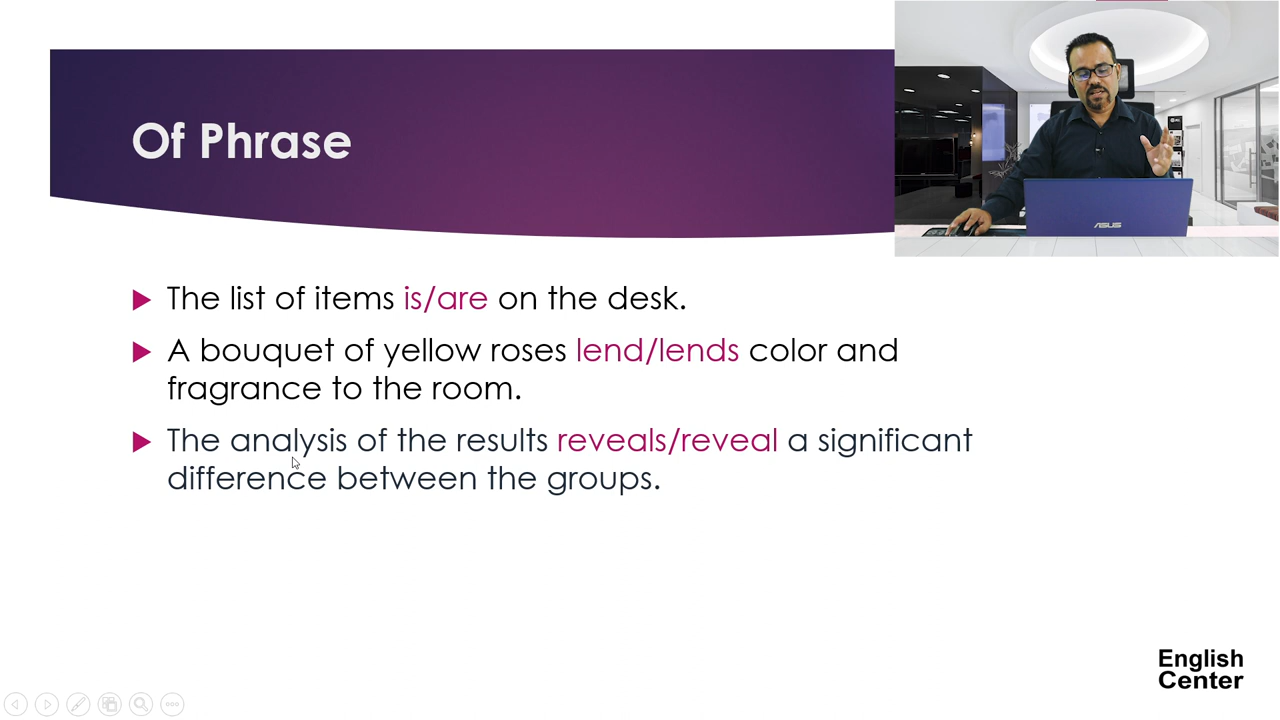 Of Phrase
The list of items is/are on the desk.
A bouquet of yellow roses lend/lends color and
fragrance to the room.
The analysis of the results reveals/reveal a significant
difference between the groups.
ASUS
English
Center